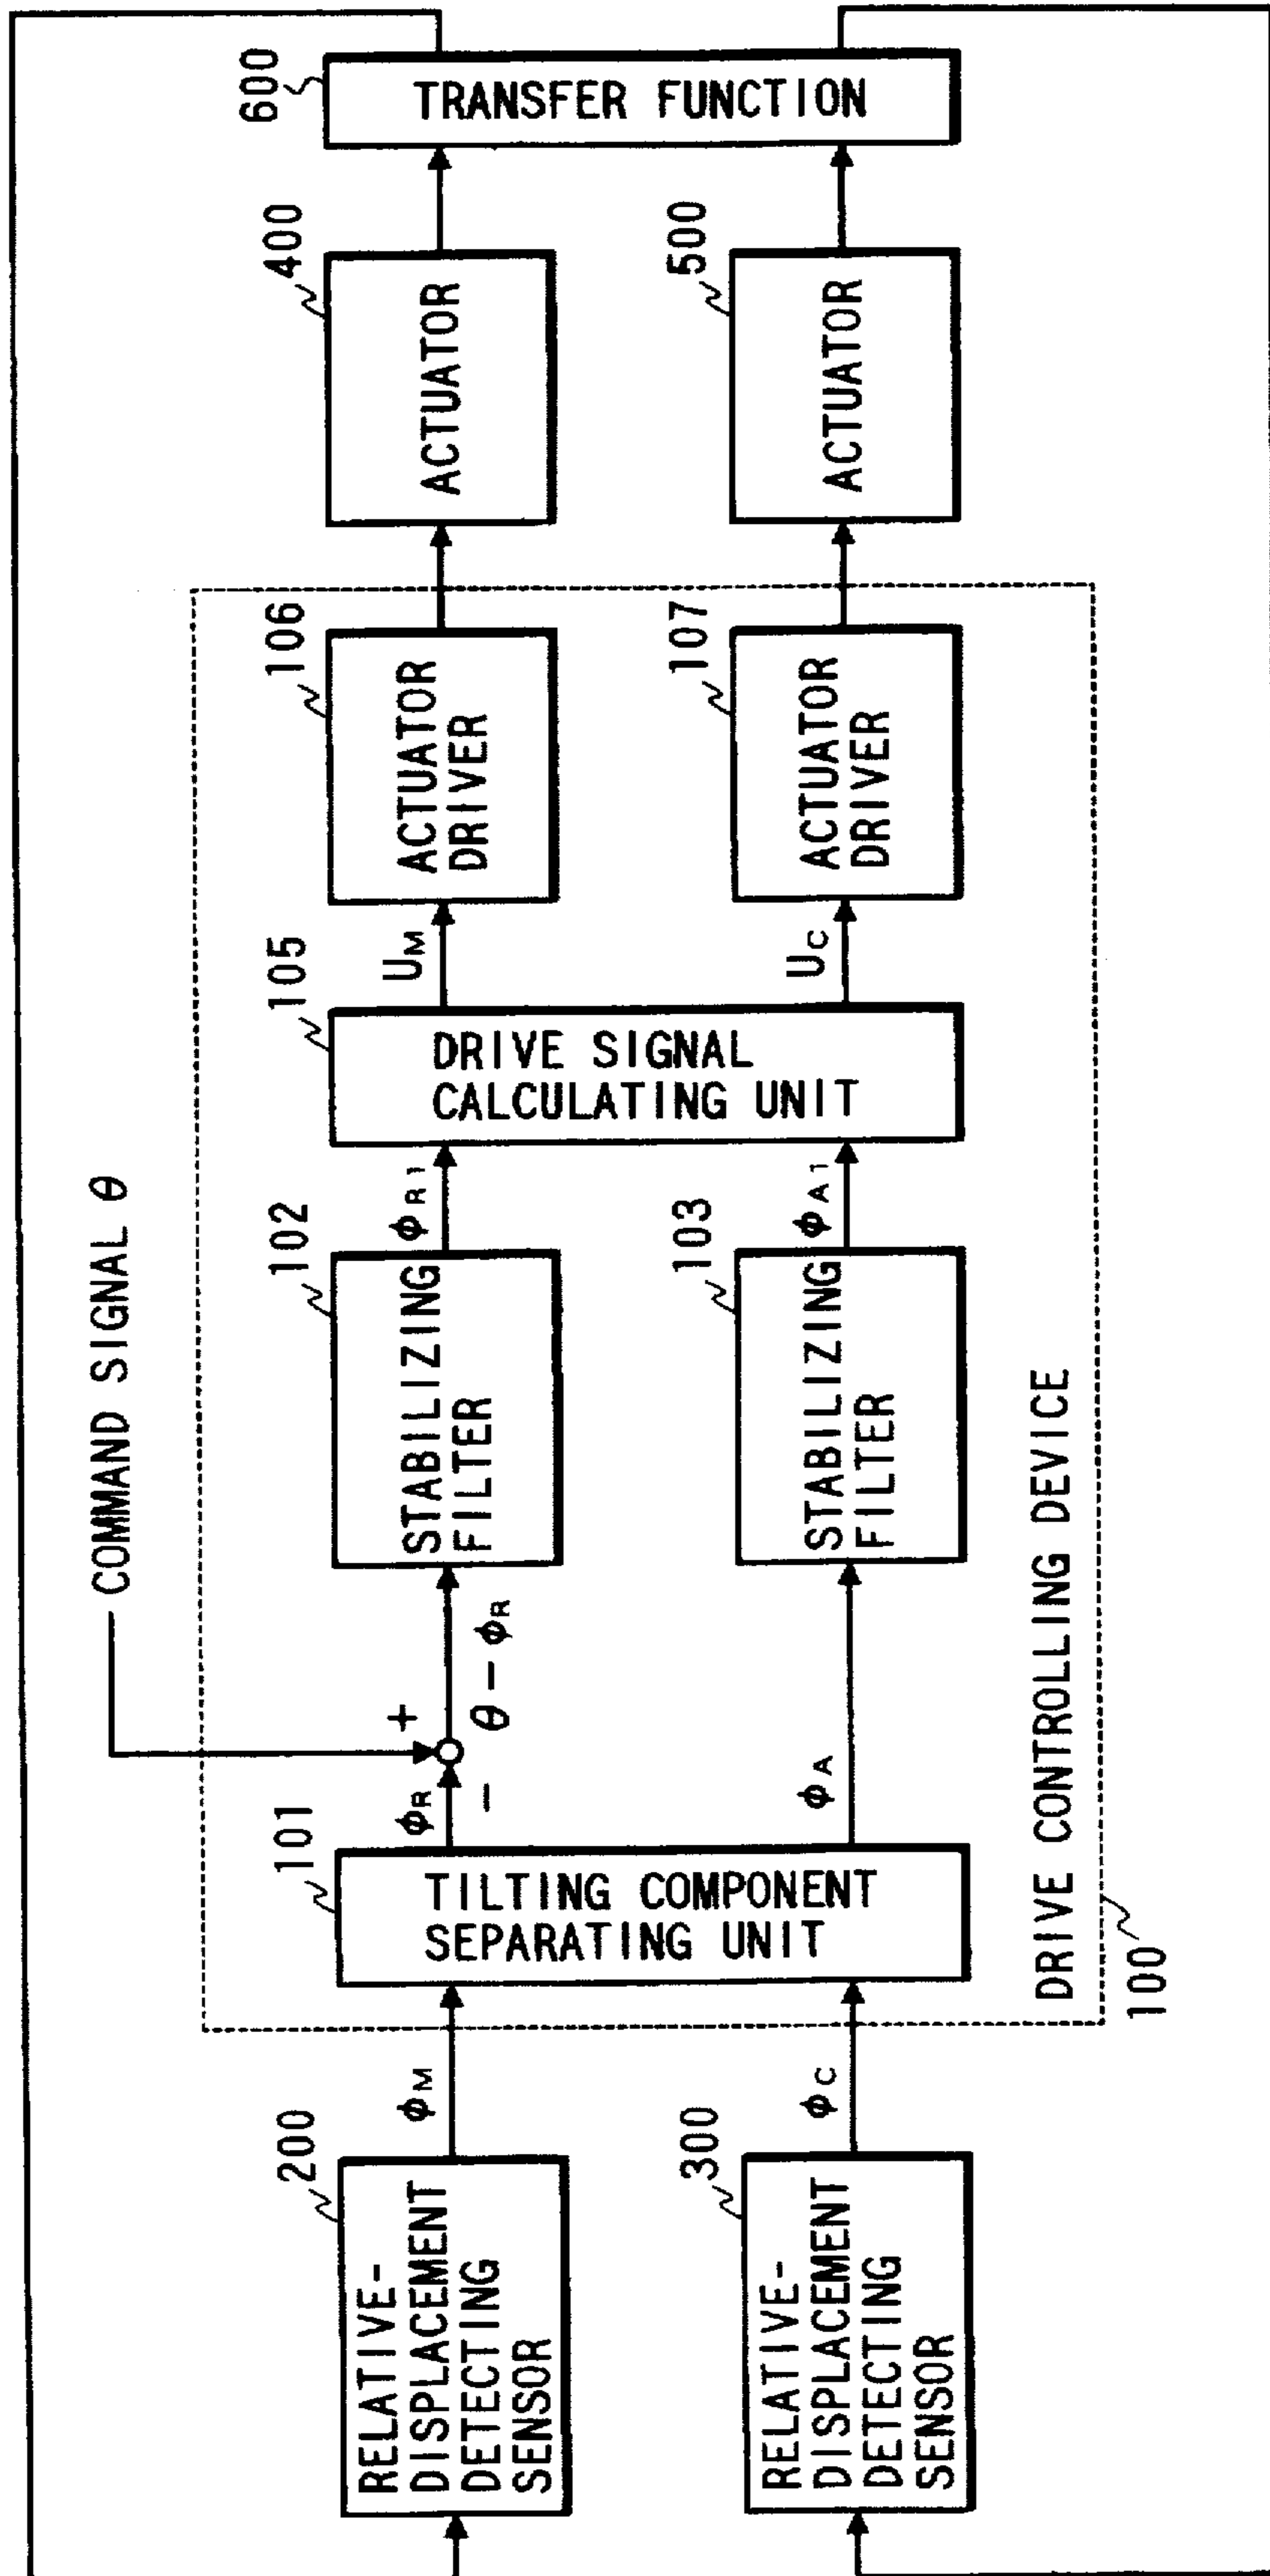 COMMAND SIGNAL θ
200
RELATIVE-
DISPLACEMENT
DETECTING
SENSOR
ΦM
101
TILTING COMPONENT
SEPARATING UNIT
ΦR
+
-
θ-ΦR
102
STABILIZING
FILTER
ΦR1
105
DRIVE SIGNAL
CALCULATING UNIT
UM
106
ACTUATOR
DRIVER
400
ACTUATOR
600
TRANSFER FUNCTION
300
RELATIVE-
DISPLACEMENT
DETECTING
SENSOR
ΦC
ΦA
103
STABILIZING
FILTER
ΦA1
UC
107
ACTUATOR
DRIVER
500
ACTUATOR
DRIVE CONTROLLING DEVICE
100